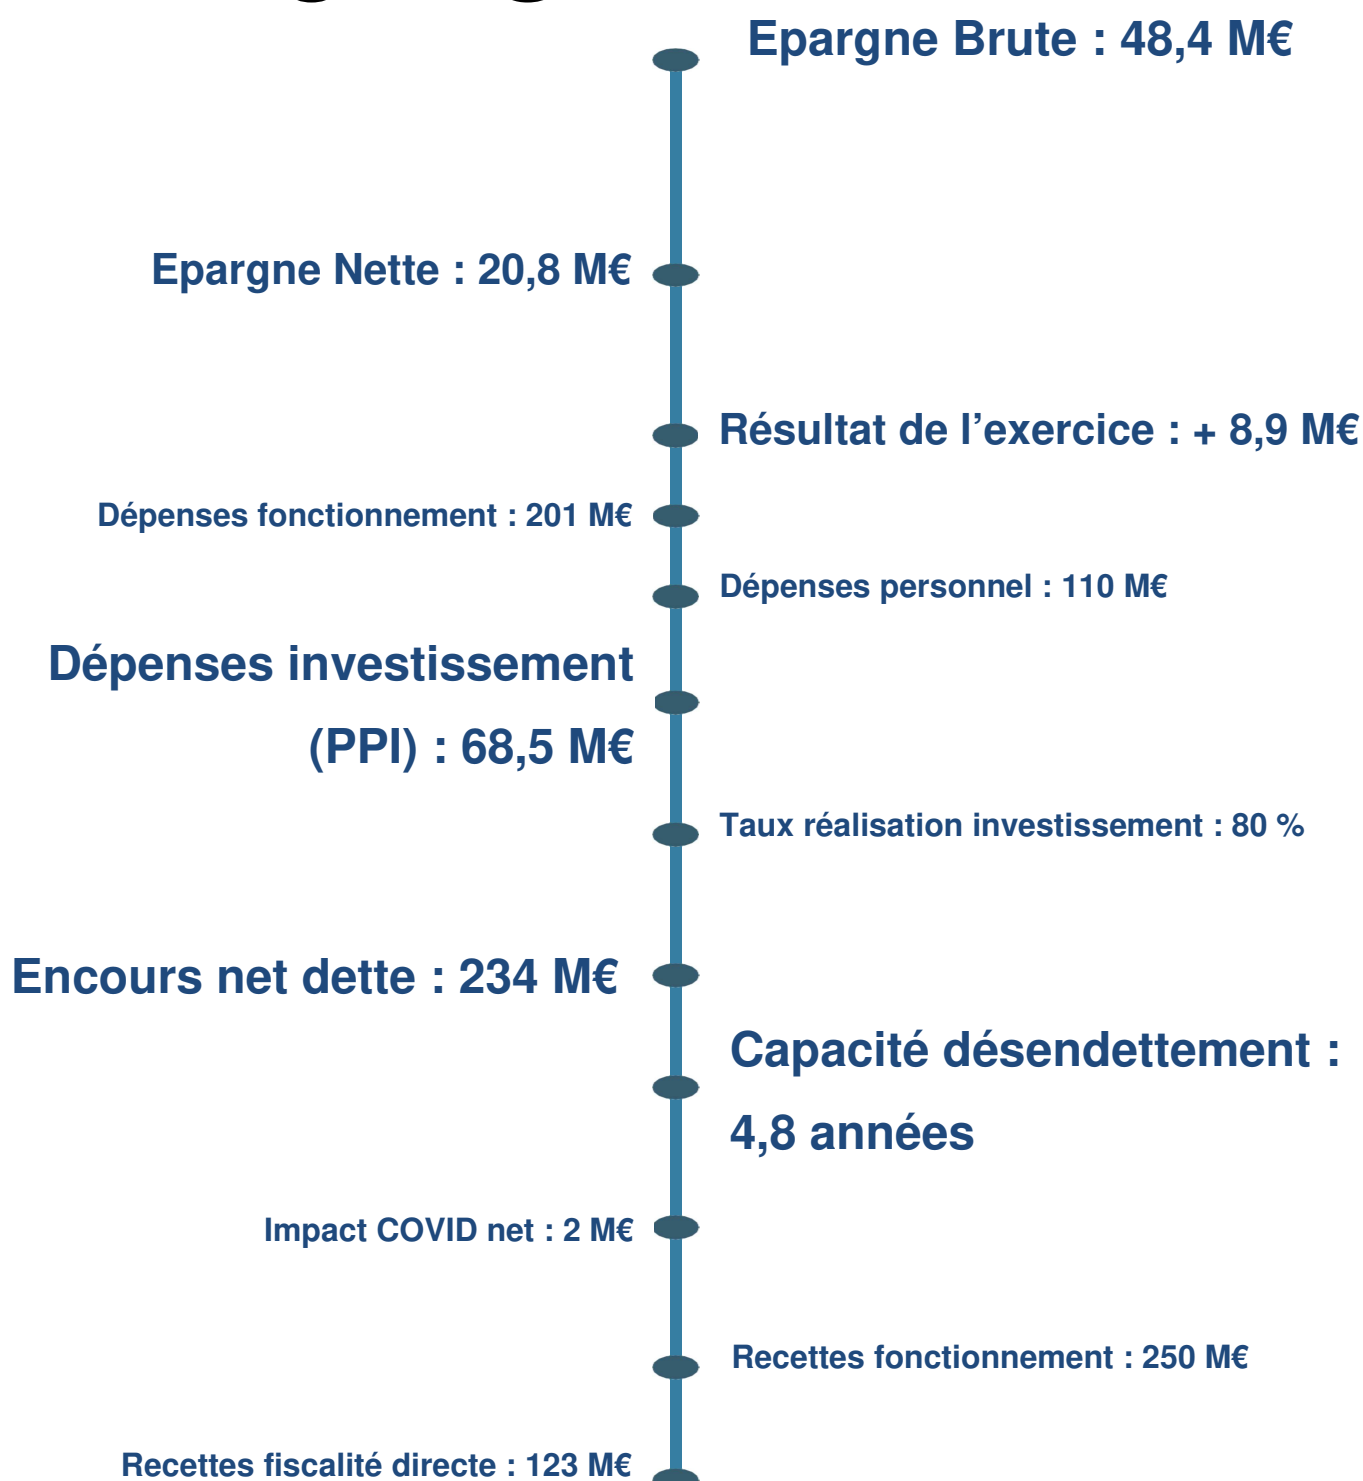 Epargne Brute : 48,4 M€
Epargne Nette : 20,8 M€
Résultat de l’exercice : + 8,9 M€
Dépenses fonctionnement : 201 M€
Dépenses personnel : 110 M€
Dépenses investissement
(PPI) : 68,5 M€
Taux réalisation investissement : 80 %
Encours net dette : 234 M€
Capacité désendettement :
4,8 années
Impact COVID net : 2 M€
Recettes fonctionnement : 250 M€
Recettes fiscalité directe : 123 M€